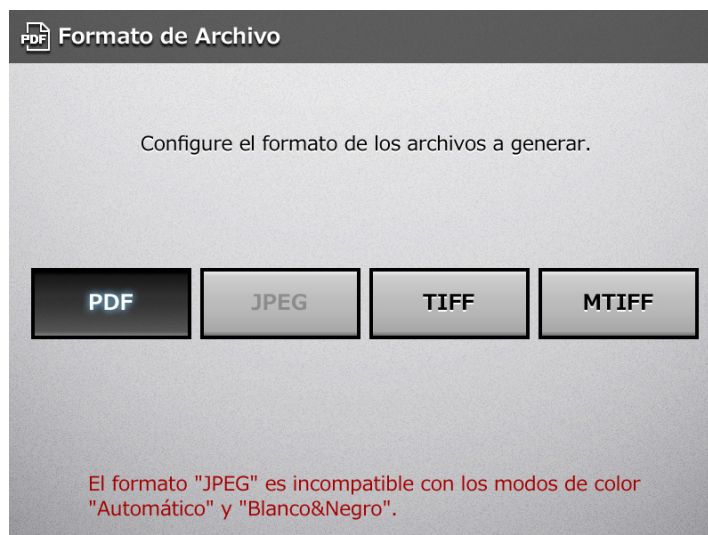 PDF Formato de Archivo
Configure el formato de los archivos a generar.
PDF JPEG TIFF MTIFF
El formato "JPEG" es incompatible con los modos de color
"Automático" y "Blanco&Negro".